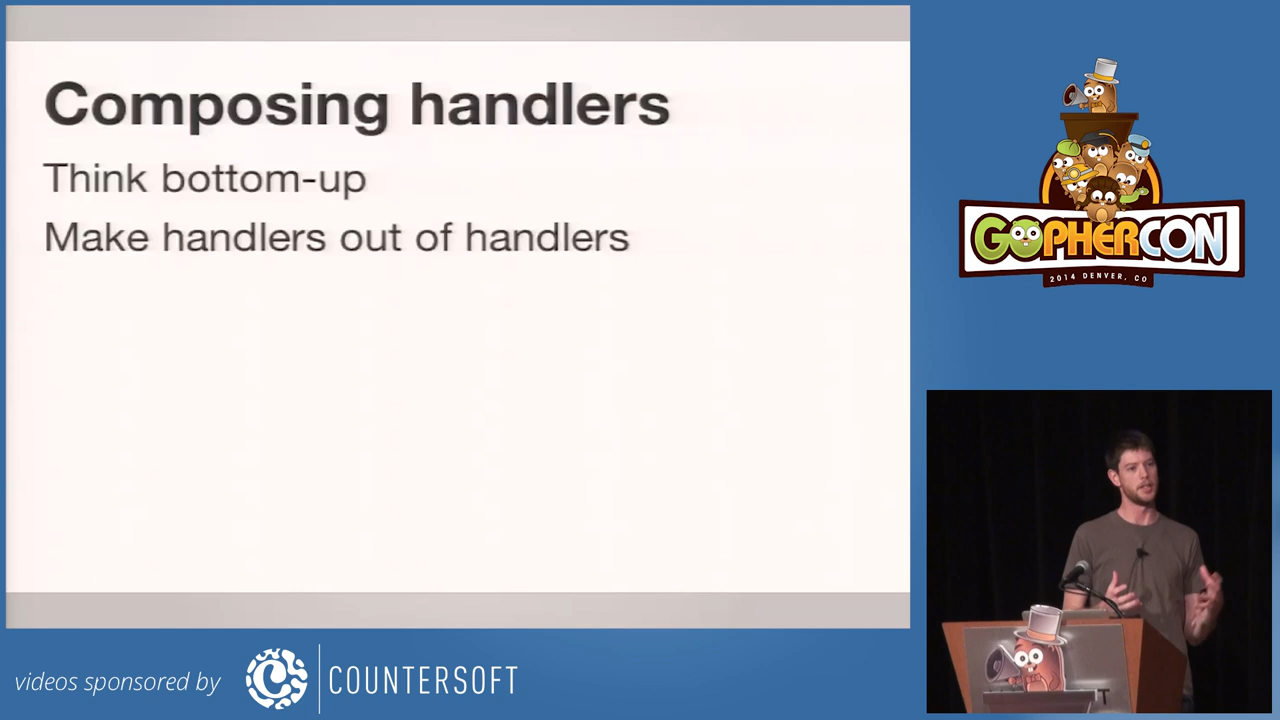 Composing handlers
Think bottom-up
Make handlers out of handlers
GOPHERCON
2014 DENVER, CO
T
videos sponsored by
COUNTERSOFT